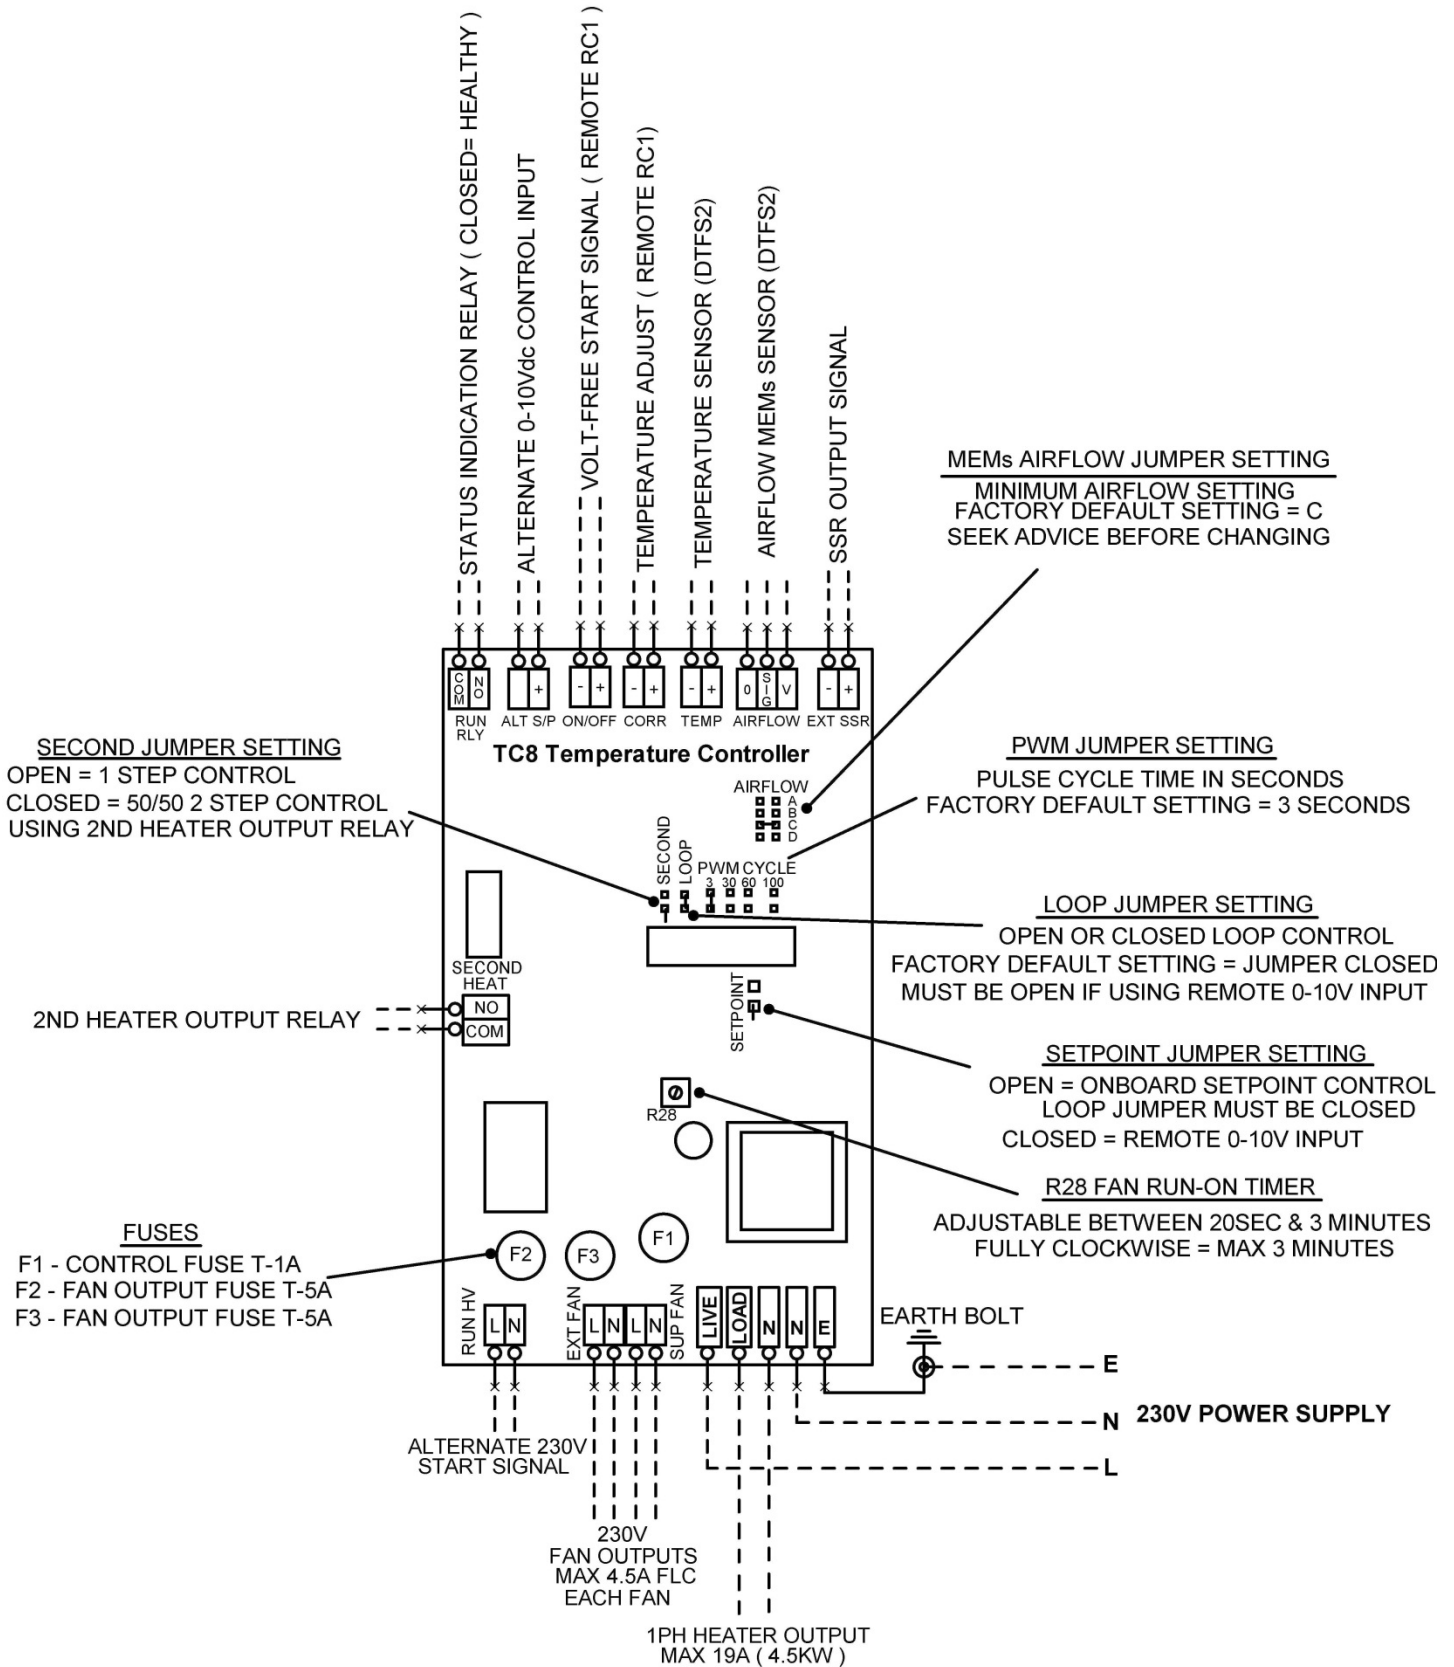 STATUS INDICATION RELAY ( CLOSED= HEALTHY )
ALTERNATE 0-10Vdc CONTROL INPUT
VOLT-FREE START SIGNAL ( REMOTE RC1 )
TEMPERATURE ADJUST ( REMOTE RC1)
TEMPERATURE SENSOR (DTFS2)
AIRFLOW MEMs SENSOR (DTFS2)
SSR OUTPUT SIGNAL
MEMs AIRFLOW JUMPER SETTING
MINIMUM AIRFLOW SETTING
FACTORY DEFAULT SETTING = C
SEEK ADVICE BEFORE CHANGING
COM NO
+
- +
- +
- +
0 SIG V
- +
RUN RLY
ALT S/P
ON/OFF
CORR
TEMP
AIRFLOW
EXT SSR
TC8 Temperature Controller
SECOND JUMPER SETTING
OPEN = 1 STEP CONTROL
CLOSED = 50/50 2 STEP CONTROL
USING 2ND HEATER OUTPUT RELAY
AIRFLOW
A
B
C
D
PWM JUMPER SETTING
PULSE CYCLE TIME IN SECONDS
FACTORY DEFAULT SETTING = 3 SECONDS
SECOND
LOOP
PWM CYCLE
3 30 60 100
LOOP JUMPER SETTING
OPEN OR CLOSED LOOP CONTROL
FACTORY DEFAULT SETTING = JUMPER CLOSED
MUST BE OPEN IF USING REMOTE 0-10V INPUT
SECOND
HEAT
NO
COM
2ND HEATER OUTPUT RELAY
SETPOINT
SETPOINT JUMPER SETTING
OPEN = ONBOARD SETPOINT CONTROL
LOOP JUMPER MUST BE CLOSED
CLOSED = REMOTE 0-10V INPUT
R28
R28 FAN RUN-ON TIMER
ADJUSTABLE BETWEEN 20SEC & 3 MINUTES
FULLY CLOCKWISE = MAX 3 MINUTES
FUSES
F1 - CONTROL FUSE T-1A
F2 - FAN OUTPUT FUSE T-5A
F3 - FAN OUTPUT FUSE T-5A
F2
F3
F1
RUN HV
L N
EXT FAN
L N L N
SUP FAN
LIVE
LOAD
N
N
E
EARTH BOLT
E
N
230V POWER SUPPLY
L
ALTERNATE 230V
START SIGNAL
230V
FAN OUTPUTS
MAX 4.5A FLC
EACH FAN
1PH HEATER OUTPUT
MAX 19A ( 4.5KW )